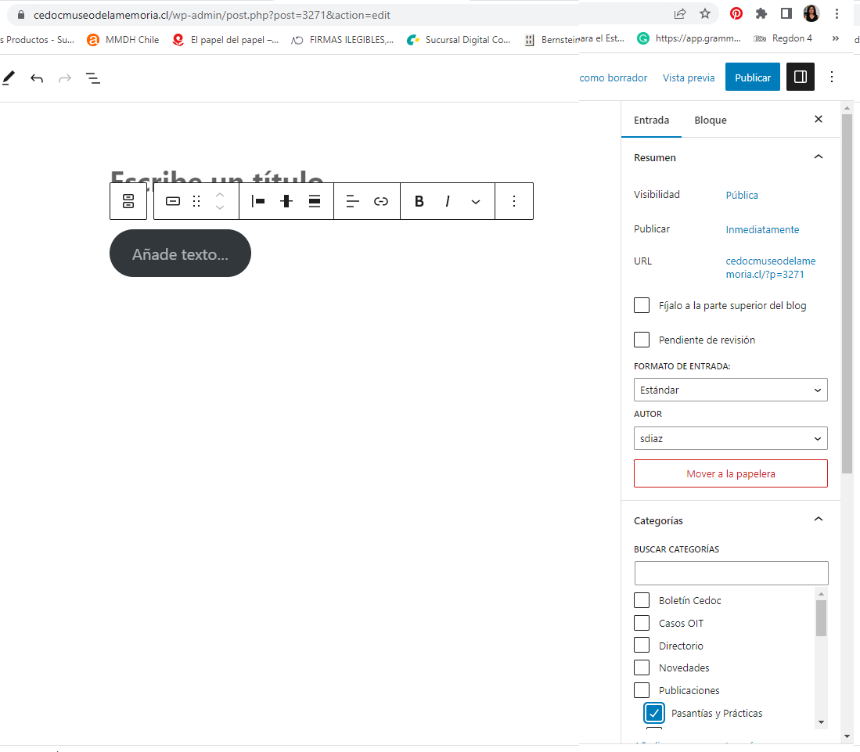 cedocmuseodelamemoria.cl/wp-admin/post.php?post=3271&action=edit
s Productos - Su... MMDH Chile El papel del papel –... FIRMAS ILEGIBLES,... Sucursal Digital Co... Bernstein para el Est... https://app.gramm... Regdon 4 »
como borrador Vista previa Publicar
Entrada Bloque
Resumen
Escribe un título
Visibilidad Pública
B I
Publicar Inmediatamente
Añade texto...
URL cedocmuseodelame
moria.cl/?p=3271
Fíjalo a la parte superior del blog
Pendiente de revisión
FORMATO DE ENTRADA:
Estándar
AUTOR
sdiaz
Mover a la papelera
Categorías
BUSCAR CATEGORÍAS
Boletín Cedoc
Casos OIT
Directorio
Novedades
Publicaciones
Pasantías y Prácticas